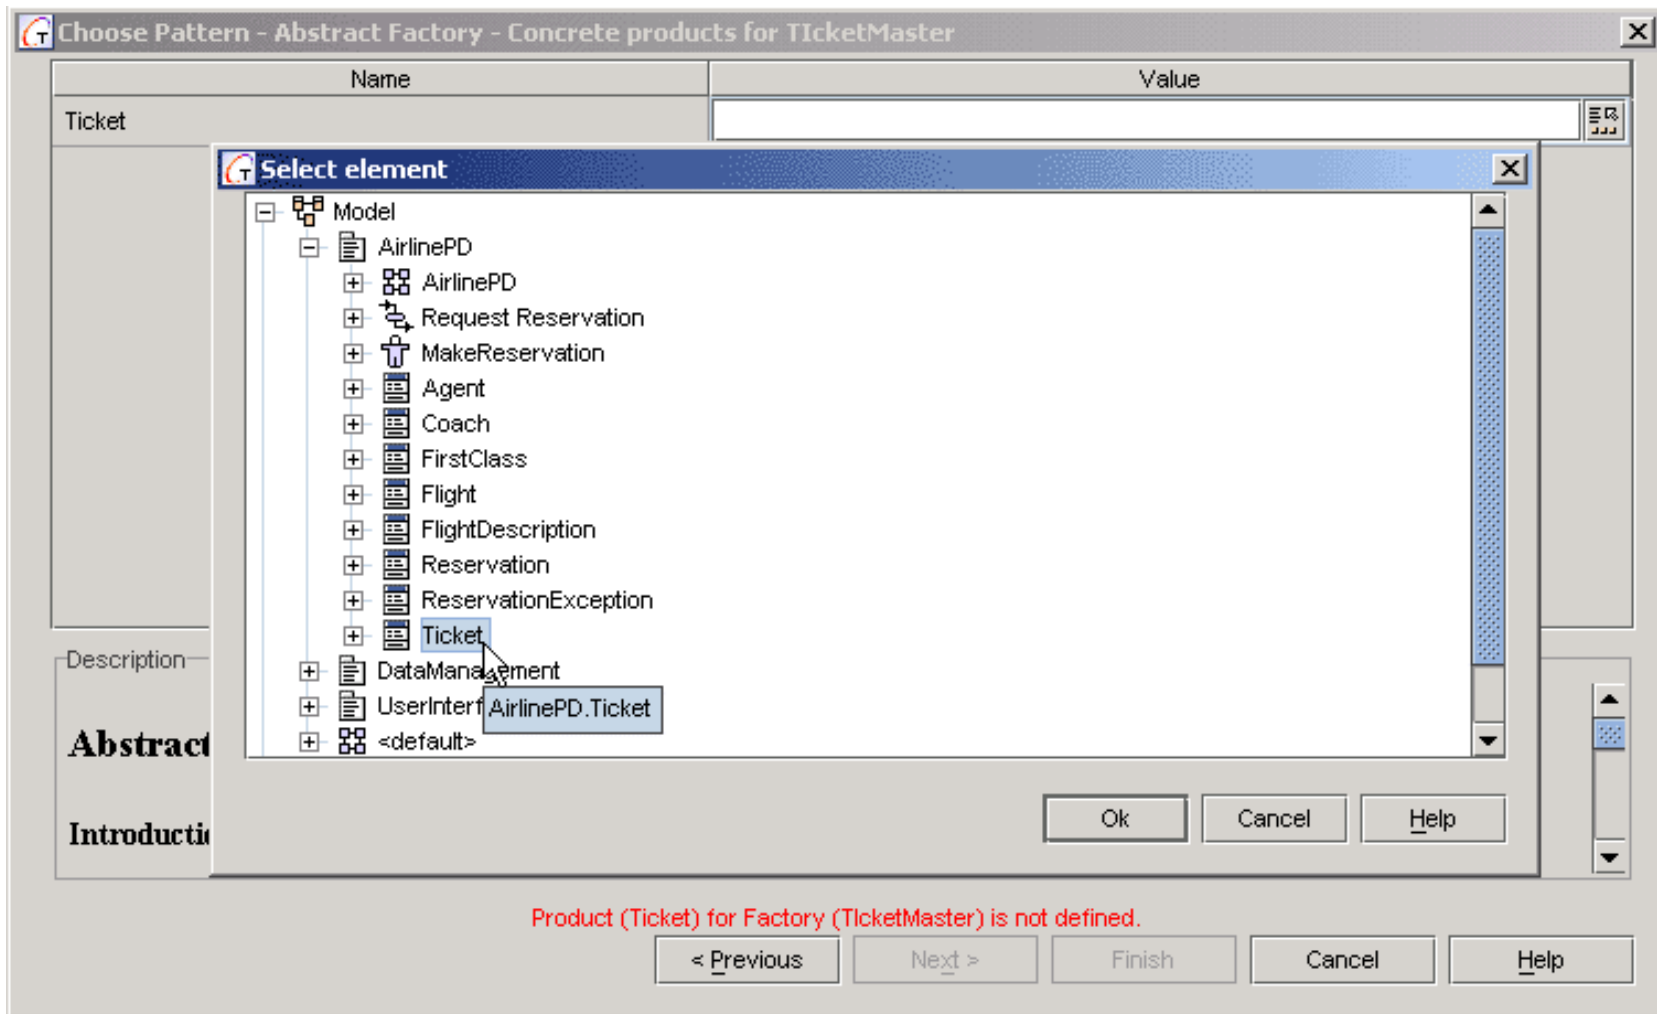 Choose Pattern - Abstract Factory - Concrete products for TIcketMaster
Name Value
Ticket
Select element
Model
AirlinePD
AirlinePD
Request Reservation
MakeReservation
Agent
Coach
FirstClass
Flight
FlightDescription
Reservation
ReservationException
Ticket
Description
DataManagement
UserInterf
AirlinePD.Ticket
Abstract
<default>
Ok Cancel Help
Introducti
Product (Ticket) for Factory (TIcketMaster) is not defined.
< Previous Next > Finish Cancel Help